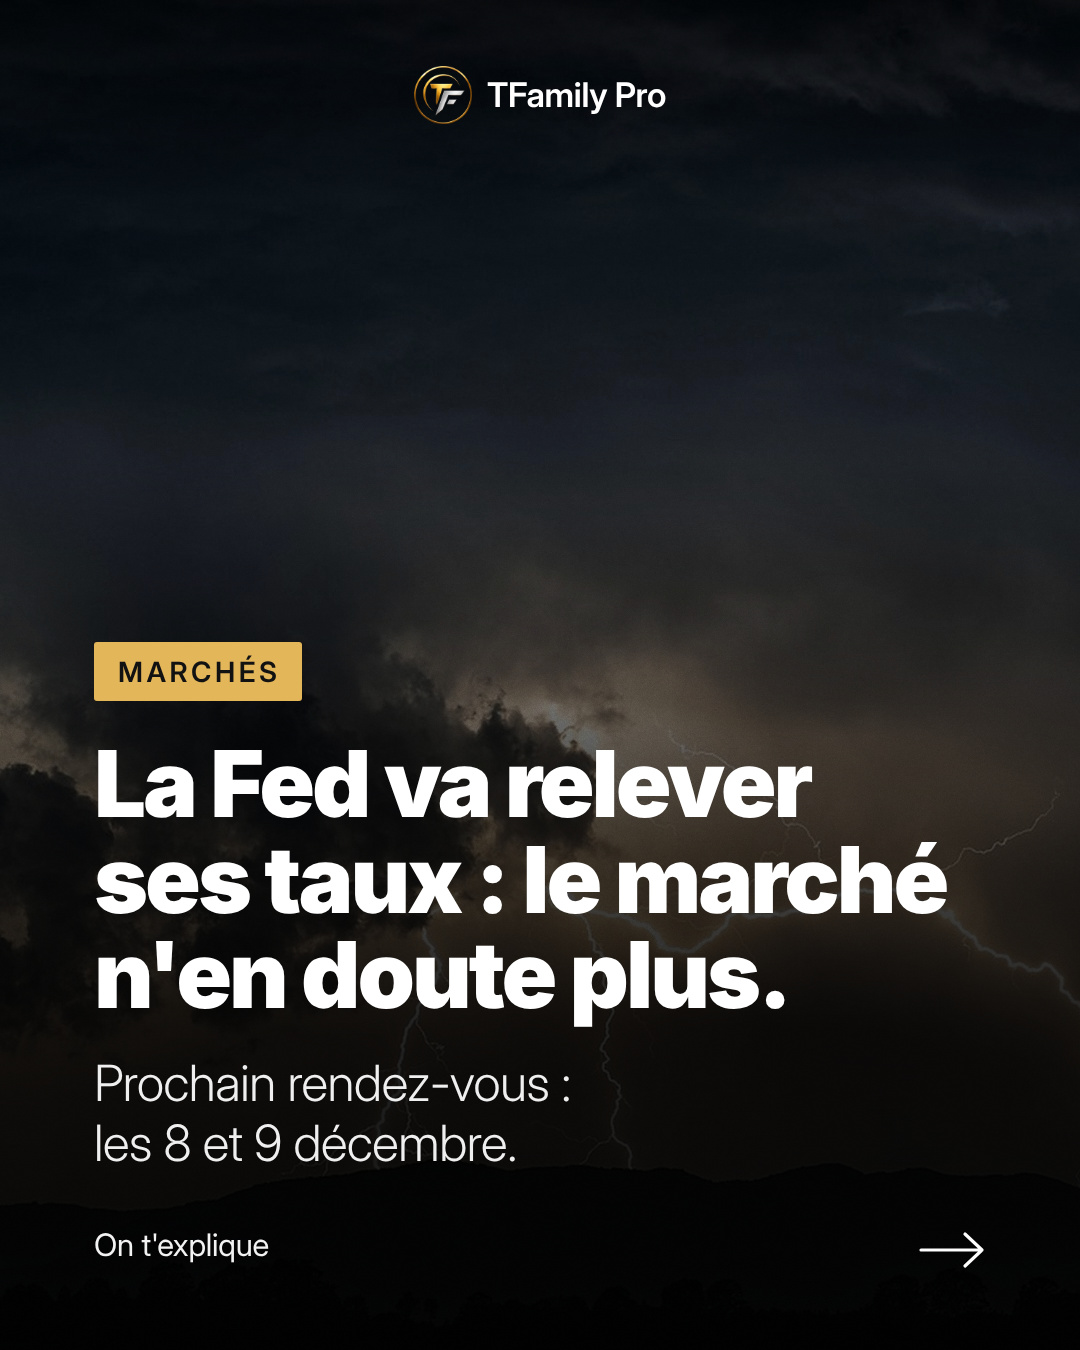 TFamily Pro
MARCHÉS
La Fed va relever
ses taux : le marché
n'en doute plus.
Prochain rendez-vous :
les 8 et 9 décembre.
On t'explique